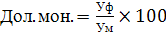 Дол.мон. = Уф/Ум × 100